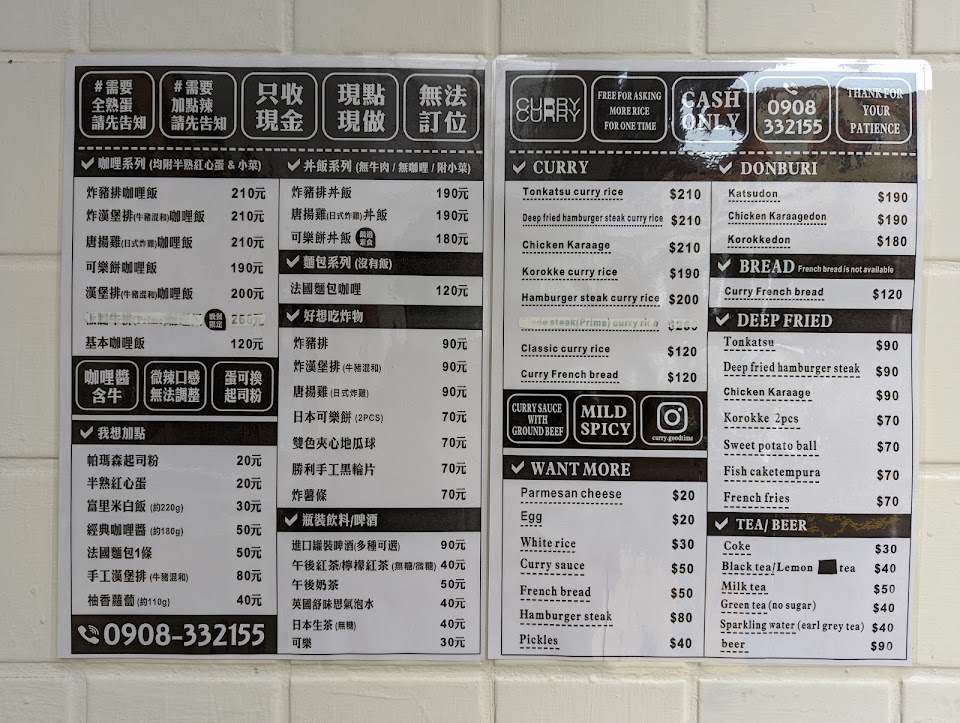 #需要
全熟蛋
請先告知
#需要
加點辣
請先告知
只收
現金
現點
現做
無法
訂位
咖哩系列 (均附半熟紅心蛋 & 小菜)
炸豬排咖哩飯 210元
炸漢堡排(牛豬混和)咖哩飯 210元
唐揚雞(日式炸雞)咖哩飯 210元
可樂餅咖哩飯 190元
漢堡排(牛豬混和)咖哩飯 200元
晚餐
限定
基本咖哩飯 120元
咖哩醬
含牛
微辣口感
無法調整
蛋可換
起司粉
我想加點
帕瑪森起司粉 20元
半熟紅心蛋 20元
富里米白飯 (約220g) 30元
經典咖哩醬 (約180g) 50元
法國麵包1條 50元
手工漢堡排 (牛豬混和) 80元
柚香蘿蔔 (約110g) 40元
0908-332155
丼飯系列 (無牛肉 / 無咖哩 / 附小菜)
炸豬排丼飯 190元
唐揚雞(日式炸雞)丼飯 190元
可樂餅丼飯 180元
麵包系列 (沒有飯)
法國麵包咖哩 120元
好想吃炸物
炸豬排 90元
炸漢堡排 (牛豬混和) 90元
唐揚雞 (日式炸雞) 90元
日本可樂餅 (2PCS) 70元
雙色夾心地瓜球 70元
勝利手工黑輪片 70元
炸薯條 70元
瓶裝飲料/啤酒
進口罐裝啤酒(多種可選) 90元
午後紅茶/檸檬紅茶 (無糖/微糖) 40元
午後奶茶 50元
英國舒味思氣泡水 40元
日本生茶 (無糖) 40元
可樂 30元
CURRY
CURRY
FREE FOR ASKING
MORE RICE
FOR ONE TIME
CASH
ONLY
0908
332155
THANK FOR
YOUR
PATIENCE
CURRY
Tonkatsu curry rice $210
Deep fried hamburger steak curry rice $210
Chicken Karaage $210
Korokke curry rice $190
Hamburger steak curry rice $200
steak(Prime) curry rice
Classic curry rice $120
Curry French bread $120
CURRY SAUCE
WITH
GROUND BEEF
MILD
SPICY
curry.goodtime
WANT MORE
Parmesan cheese $20
Egg $20
White rice $30
Curry sauce $50
French bread $50
Hamburger steak $80
Pickles $40
DONBURI
Katsudon $190
Chicken Karaagedon $190
Korokkedon $180
BREAD French bread is not available
Curry French bread $120
DEEP FRIED
Tonkatsu $90
Deep fried hamburger steak $90
Chicken Karaage $90
Korokke 2pcs $70
Sweet potato ball $70
Fish caketempura $70
French fries $70
TEA/ BEER
Coke $30
Black tea/Lemon tea $40
Milk tea $50
Green tea (no sugar) $40
Sparkling water (earl grey tea) $40
beer $90